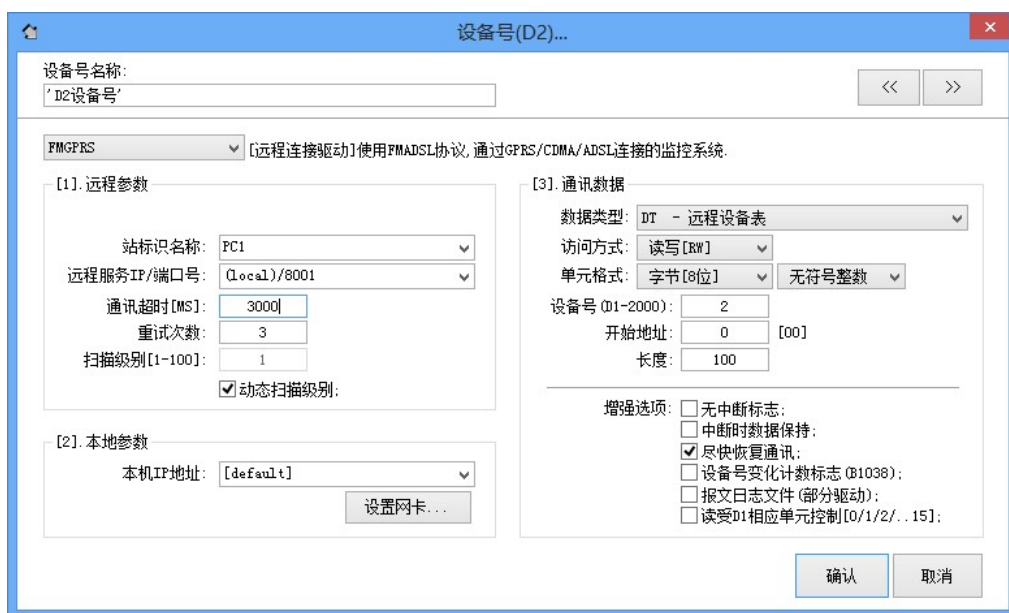 设备号(D2)...
设备号名称:
'D2设备号'
<< >>
FMGPRS [远程连接驱动]使用FMADSL协议,通过GPRS/CDMA/ADSL连接的监控系统.
[1].远程参数
站标识名称: PC1
远程服务IP/端口号: (local)/8001
通讯超时[MS]: 3000
重试次数: 3
扫描级别[1-100]: 1
动态扫描级别;
[2].本地参数
本机IP地址: [default]
设置网卡...
[3].通讯数据
数据类型: DT - 远程设备表
访问方式: 读写[RW]
单元格式: 字节[8位] 无符号整数
设备号(D1-2000): 2
开始地址: 0 [00]
长度: 100
增强选项: 无中断标志;
中断时数据保持;
尽快恢复通讯;
设备号变化计数标志(B1038);
报文日志文件(部分驱动);
读受D1相应单元控制[0/1/2/..15];
确认 取消